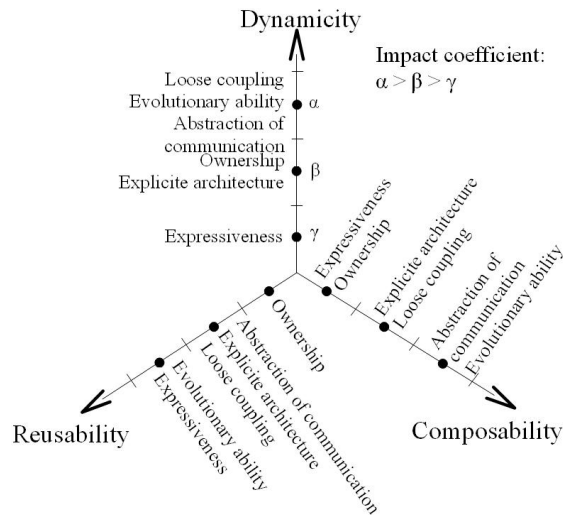 Dynamicity
Impact coefficient:
α > β > γ
Loose coupling
Evolutionary ability
α
Abstraction of
communication
Ownership
β
Explicite architecture
Expressiveness
γ
Expressiveness
Ownership
Explicite architecture
Loose coupling
Abstraction of
communication
Evolutionary ability
Ownership
Abstraction of communication
Explicite architecture
Loose coupling
Evolutionary ability
Expressiveness
Reusability
Composability